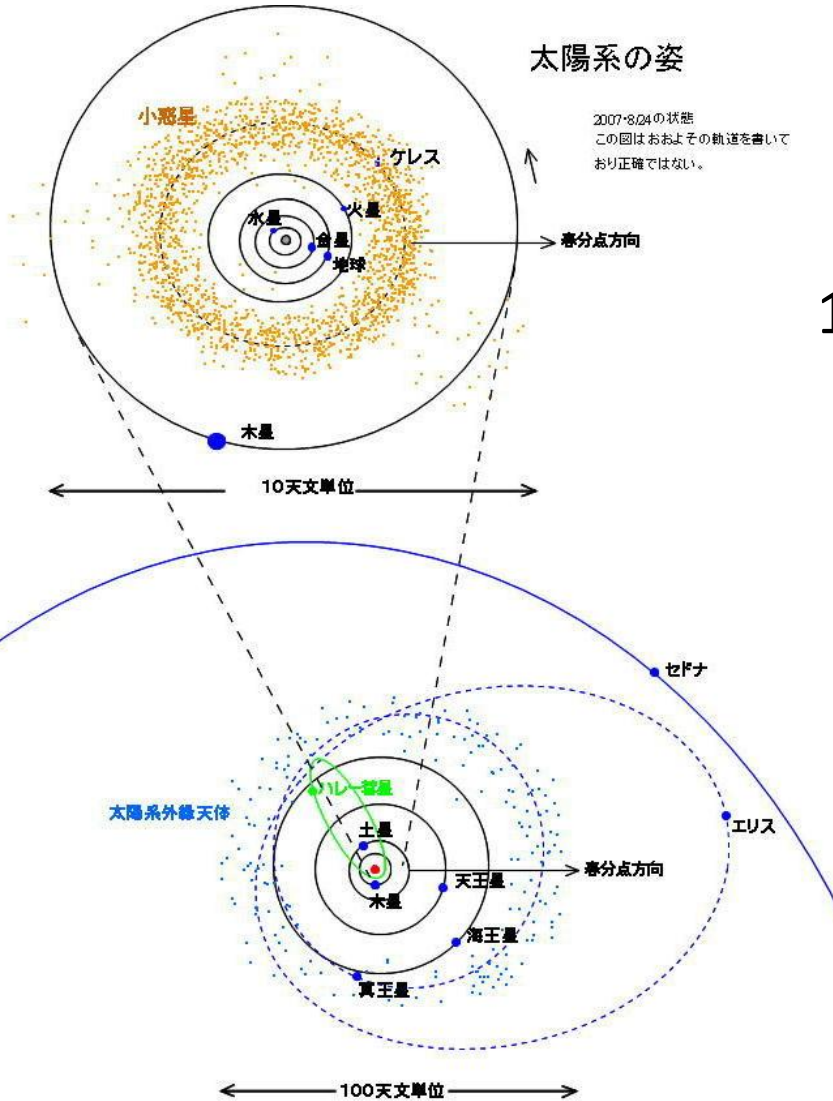 太陽系の姿
2007・8/24の状態
この図はおおよその軌道を書いて
おり正確ではない。
小惑星
ケレス
火星
水星
金星
地球
春分点方向
1
木星
10天文単位
セドナ
ハレー彗星
太陽系外縁天体
エリス
土星
春分点方向
天王星
木星
海王星
冥王星
100天文単位